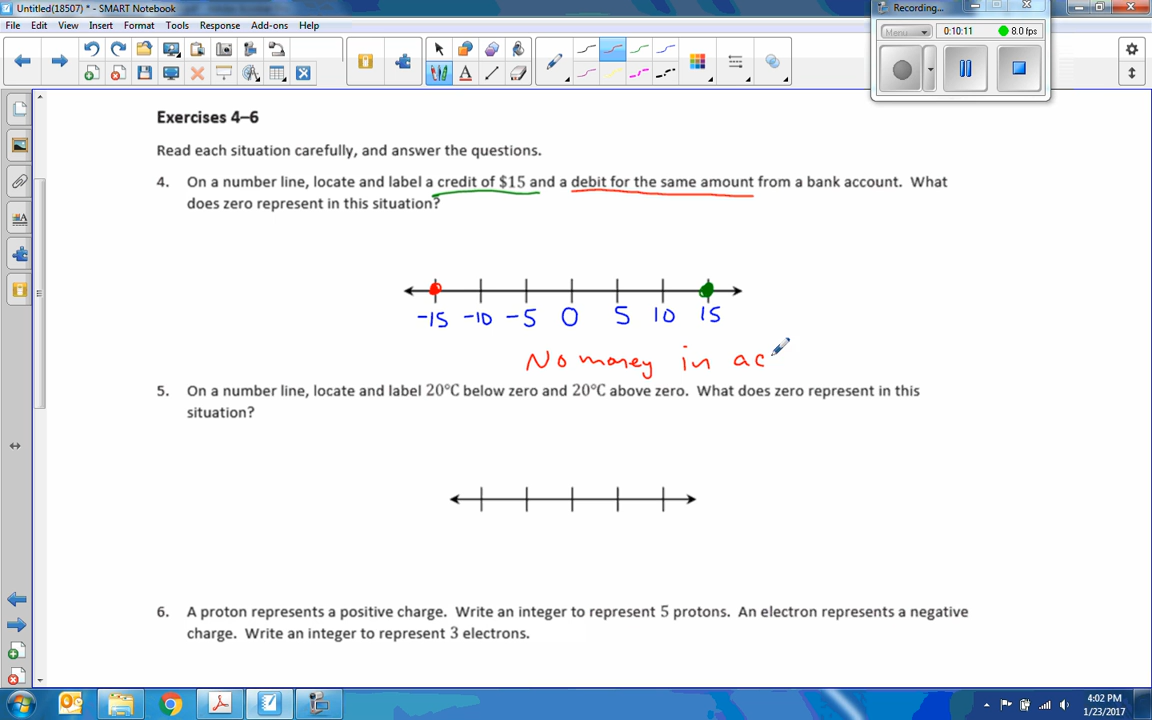 Untitled(18507) * - SMART Notebook
Recording...
File Edit View Insert Format Tools Response Add-ons Help
Menu 0:10:11 8.0 fps
Exercises 4–6
Read each situation carefully, and answer the questions.
4. On a number line, locate and label a credit of $15 and a debit for the same amount from a bank account. What
does zero represent in this situation?
-15 -10 -5 0 5 10 15
No money in ac
5. On a number line, locate and label 20°C below zero and 20°C above zero. What does zero represent in this
situation?
6. A proton represents a positive charge. Write an integer to represent 5 protons. An electron represents a negative
charge. Write an integer to represent 3 electrons.
4:02 PM
1/23/2017